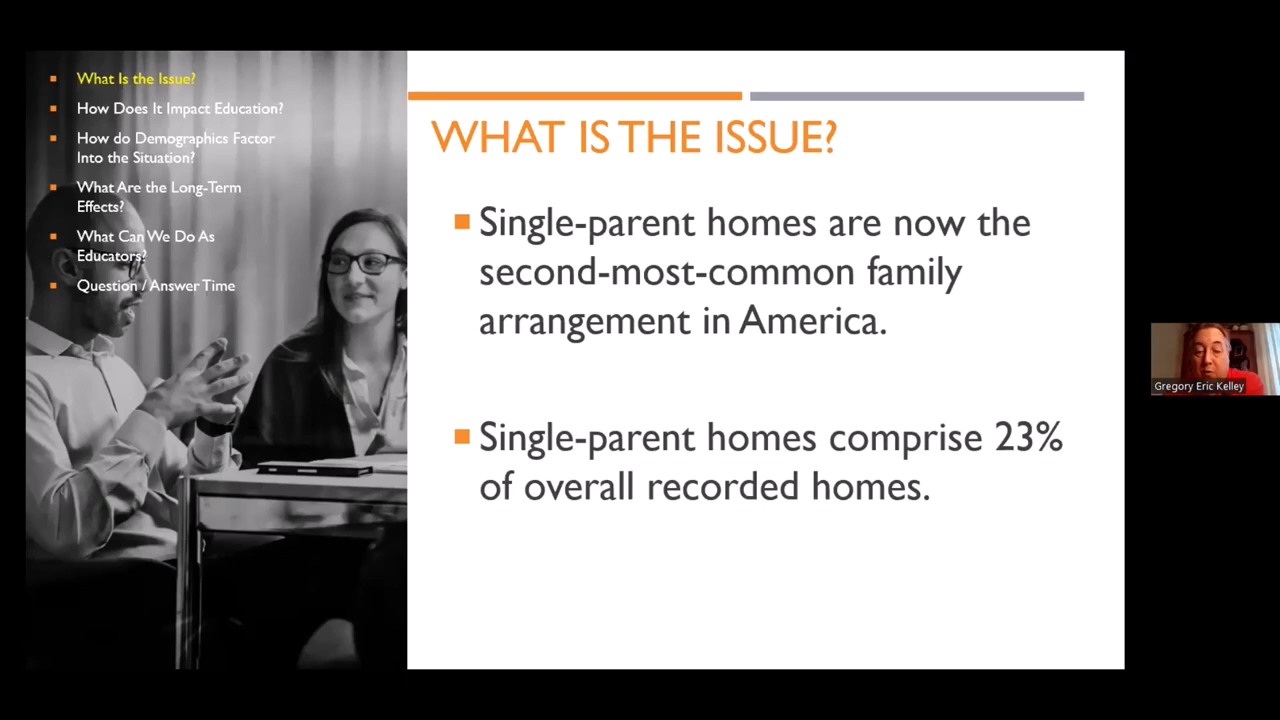 What Is the Issue?
How Does It Impact Education?
How do Demographics Factor
Into the Situation?
What Are the Long-Term
Effects?
What Can We Do As
Educators?
Question / Answer Time
WHAT IS THE ISSUE?
Single-parent homes are now the
second-most-common family
arrangement in America.
Single-parent homes comprise 23%
of overall recorded homes.
Gregory Eric Kelley